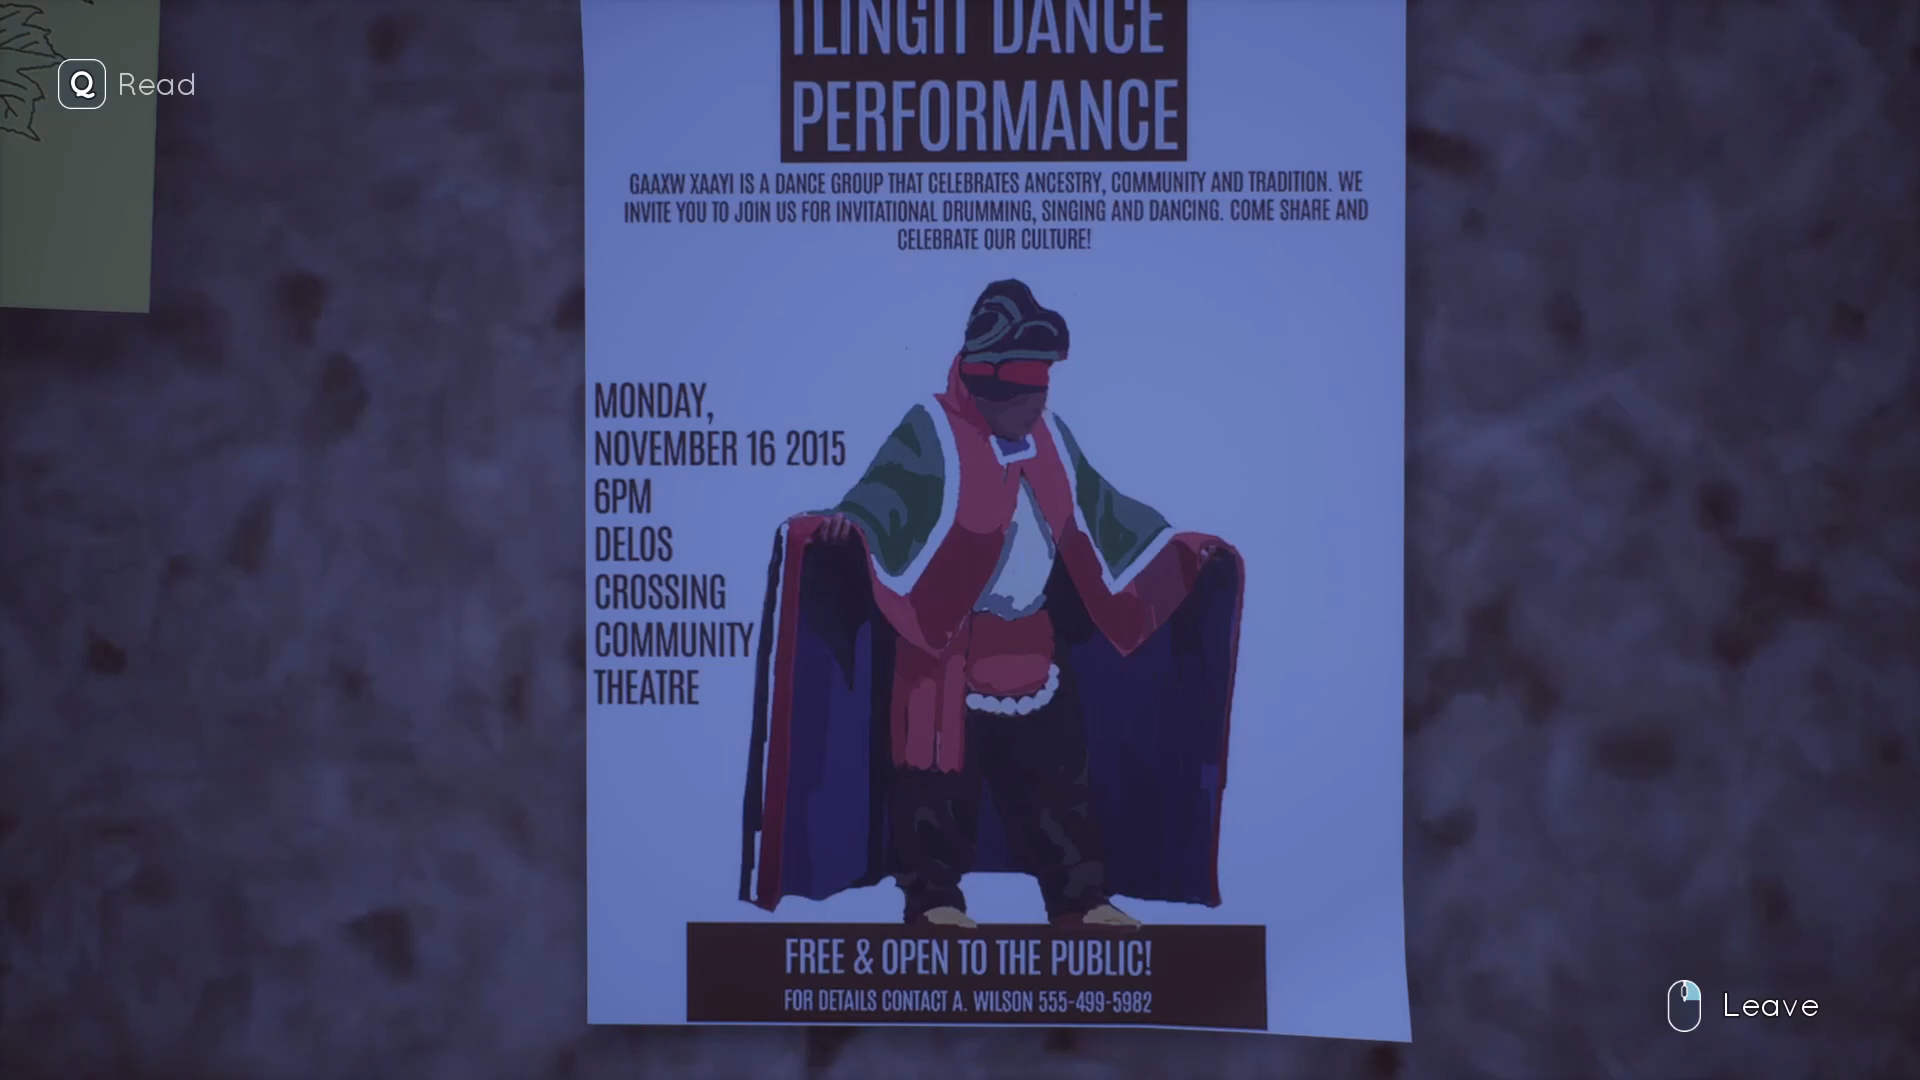 Q Read
TLINGIT DANCE
PERFORMANCE
GAAXW XAAYI IS A DANCE GROUP THAT CELEBRATES ANCESTRY, COMMUNITY AND TRADITION. WE
INVITE YOU TO JOIN US FOR INVITATIONAL DRUMMING, SINGING AND DANCING. COME SHARE AND
CELEBRATE OUR CULTURE!
MONDAY,
NOVEMBER 16 2015
6PM
DELOS
CROSSING
COMMUNITY
THEATRE
FREE & OPEN TO THE PUBLIC!
FOR DETAILS CONTACT A. WILSON 555-499-5982
Leave